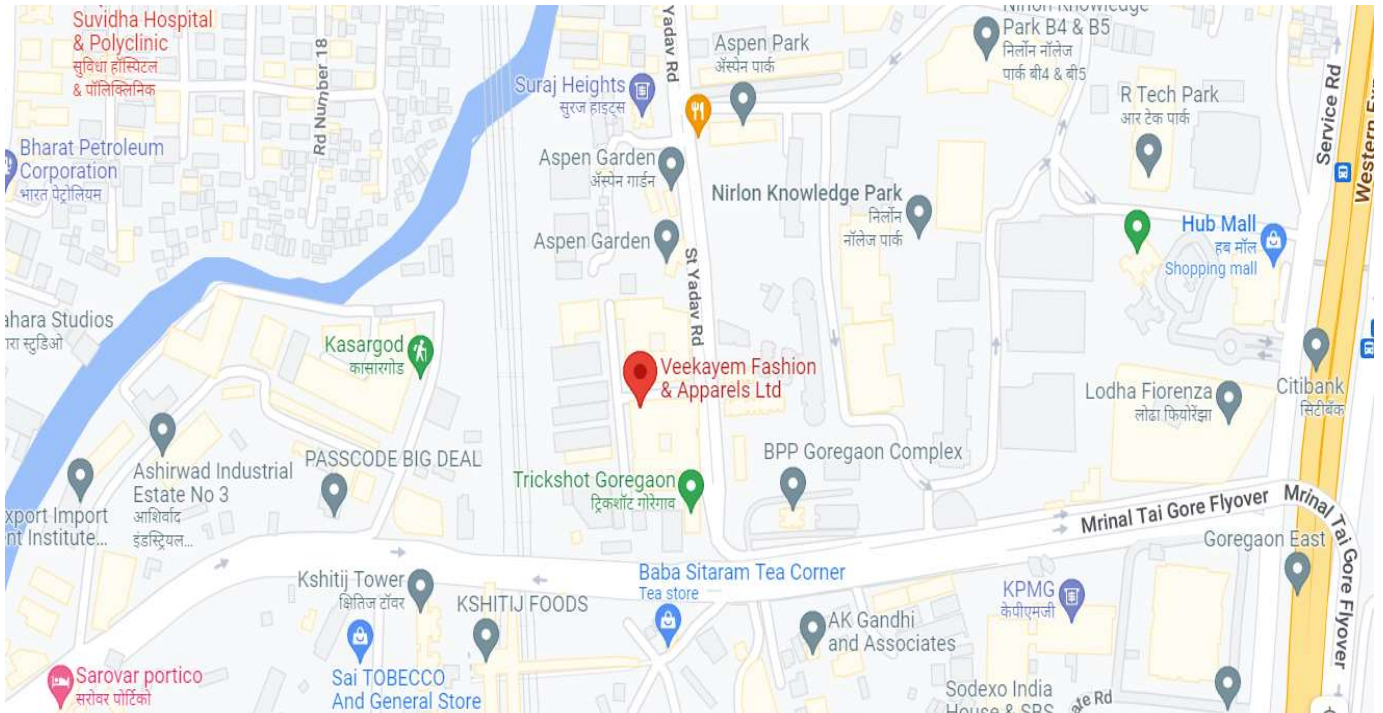 Suvidha Hospital
& Polyclinic
सुविधा हॉस्पिटल
& पॉलिक्लिनिक
Rd Number 18
Bharat Petroleum
Corporation
भारत पेट्रोलियम
Yadav Rd
Suraj Heights
सुरज हाइट्स
Aspen Park
ॲस्पेन पार्क
Nirlon Knowledge
Park B4 & B5
निर्लॉन नॉलेज
पार्क बी4 & बी5
R Tech Park
आर टेक पार्क
Service Rd
Western
Aspen Garden
ॲस्पेन गार्डन
Aspen Garden
St Yadav Rd
Nirlon Knowledge Park
निर्लोन
नॉलेज पार्क
Hub Mall
हब मॉल
Shopping mall
Studios
स्टुडिओ
Kasargod
कासारगोड
Veekayem Fashion
& Apparels Ltd
Lodha Fiorenza
लोढा फियोरेंझा
Citibank
सिटीबँक
Ashirwad Industrial
Estate No 3
आशिर्वाद
इंडस्ट्रियल...
PASSCODE BIG DEAL
Trickshot Goregaon
ट्रिकशॉट गोरेगाव
BPP Goregaon Complex
Import
Institute...
Mrinal Tai Gore Flyover
Mrinal Tai Gore Flyover
Goregaon East
Kshitij Tower
क्षितिज टॉवर
KSHITIJ FOODS
Baba Sitaram Tea Corner
Tea store
AK Gandhi
and Associates
KPMG
केपीएमजी
Sarovar portico
सरोवर पोर्टिको
Sai TOBECCO
And General Store
Sodexo India
House & SBS
Rd